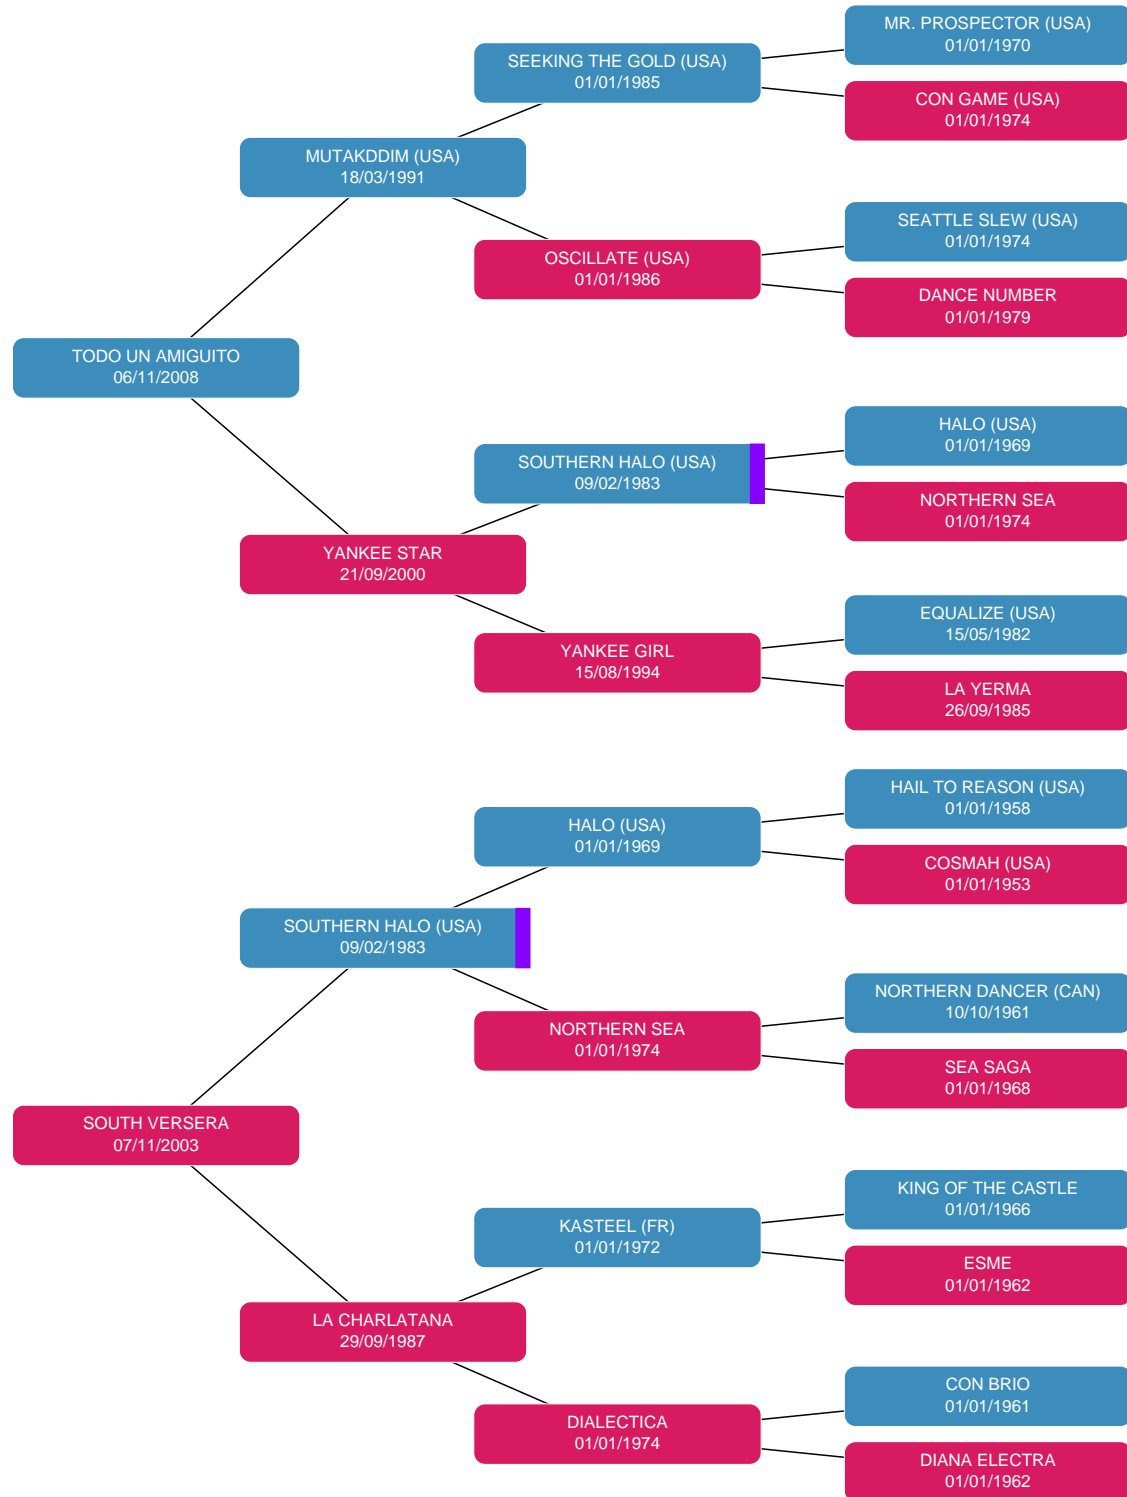 MR. PROSPECTOR (USA)
01/01/1970
SEEKING THE GOLD (USA)
01/01/1985
CON GAME (USA)
01/01/1974
MUTAKDDIM (USA)
18/03/1991
SEATTLE SLEW (USA)
01/01/1974
OSCILLATE (USA)
01/01/1986
DANCE NUMBER
01/01/1979
TODO UN AMIGUITO
06/11/2008
HALO (USA)
01/01/1969
SOUTHERN HALO (USA)
09/02/1983
NORTHERN SEA
01/01/1974
YANKEE STAR
21/09/2000
EQUALIZE (USA)
15/05/1982
YANKEE GIRL
15/08/1994
LA YERMA
26/09/1985
HAIL TO REASON (USA)
01/01/1958
HALO (USA)
01/01/1969
COSMAH (USA)
01/01/1953
SOUTHERN HALO (USA)
09/02/1983
NORTHERN DANCER (CAN)
10/10/1961
NORTHERN SEA
01/01/1974
SEA SAGA
01/01/1968
SOUTH VERSERA
07/11/2003
KING OF THE CASTLE
01/01/1966
KASTEEL (FR)
01/01/1972
ESME
01/01/1962
LA CHARLATANA
29/09/1987
CON BRIO
01/01/1961
DIALECTICA
01/01/1974
DIANA ELECTRA
01/01/1962